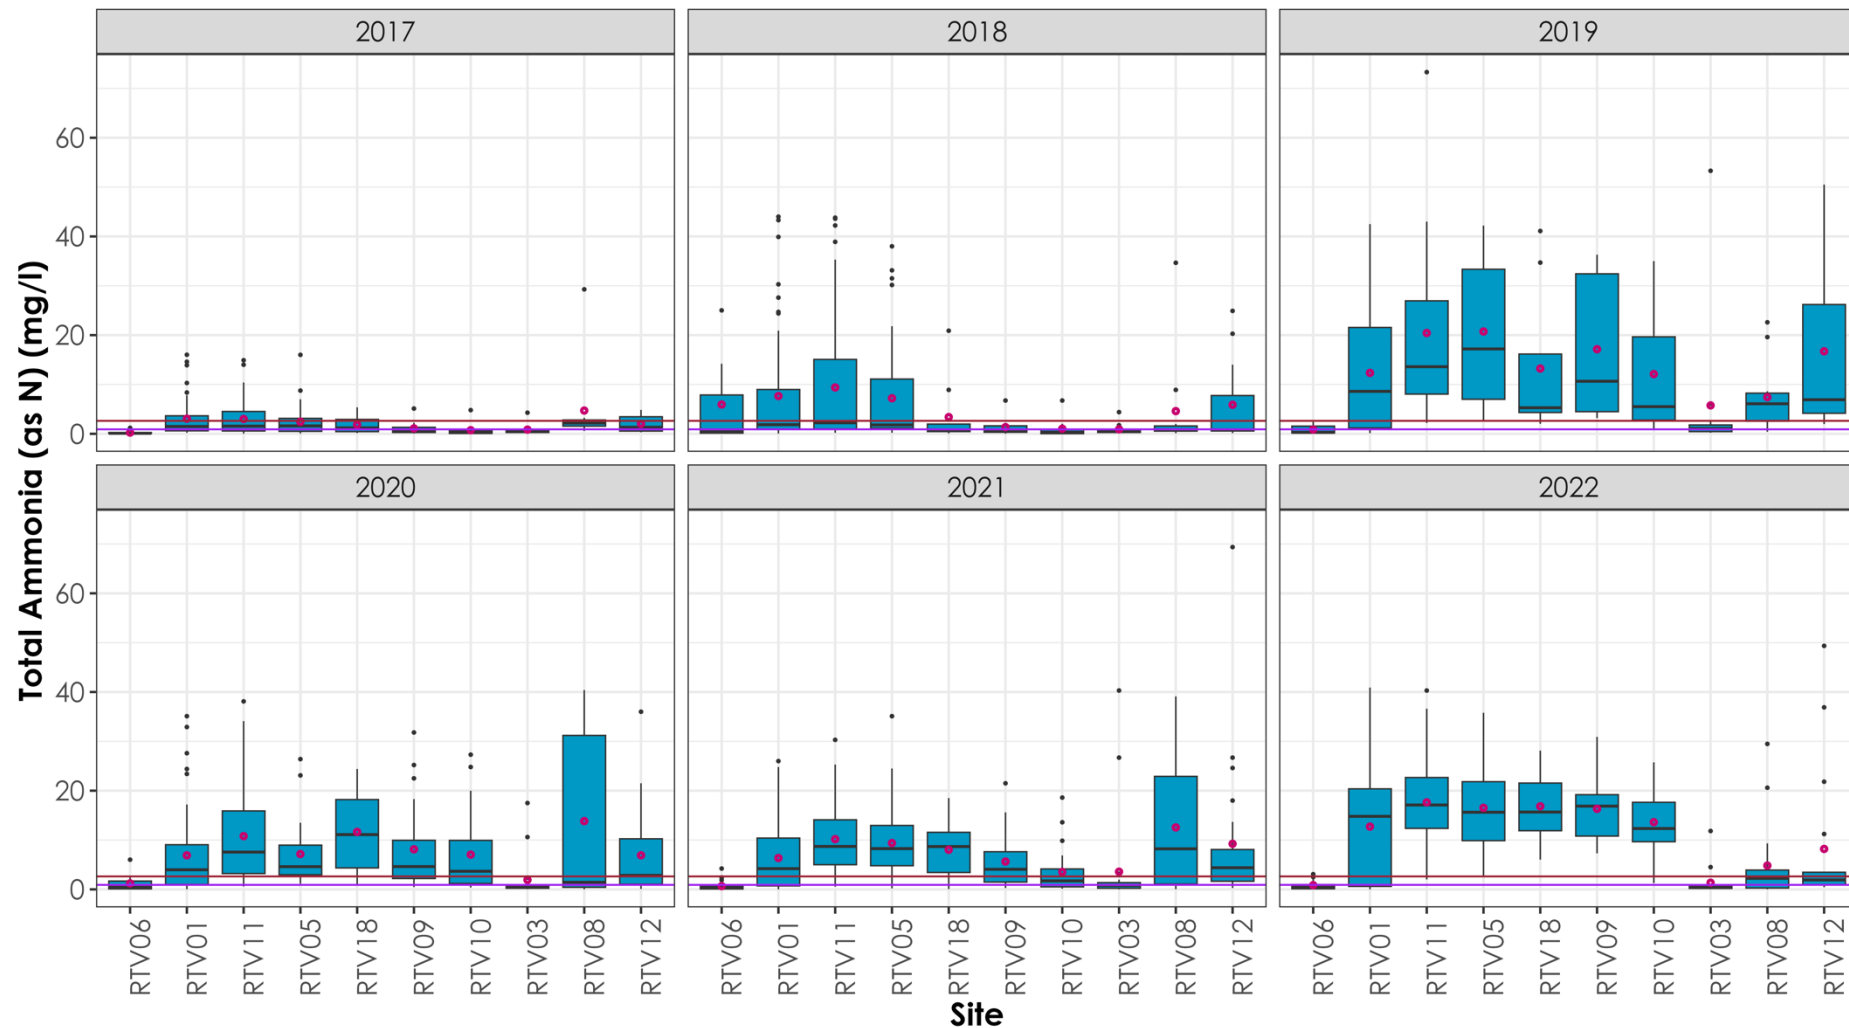 2017
2018
2019
60
40
20
0
2020
2021
2022
60
40
20
0
Total Ammonia (as N) (mg/l)
RTV06
RTV01
RTV11
RTV05
RTV18
RTV09
RTV10
RTV03
RTV08
RTV12
RTV06
RTV01
RTV11
RTV05
RTV18
RTV09
RTV10
RTV03
RTV08
RTV12
RTV06
RTV01
RTV11
RTV05
RTV18
RTV09
RTV10
RTV03
RTV08
RTV12
Site